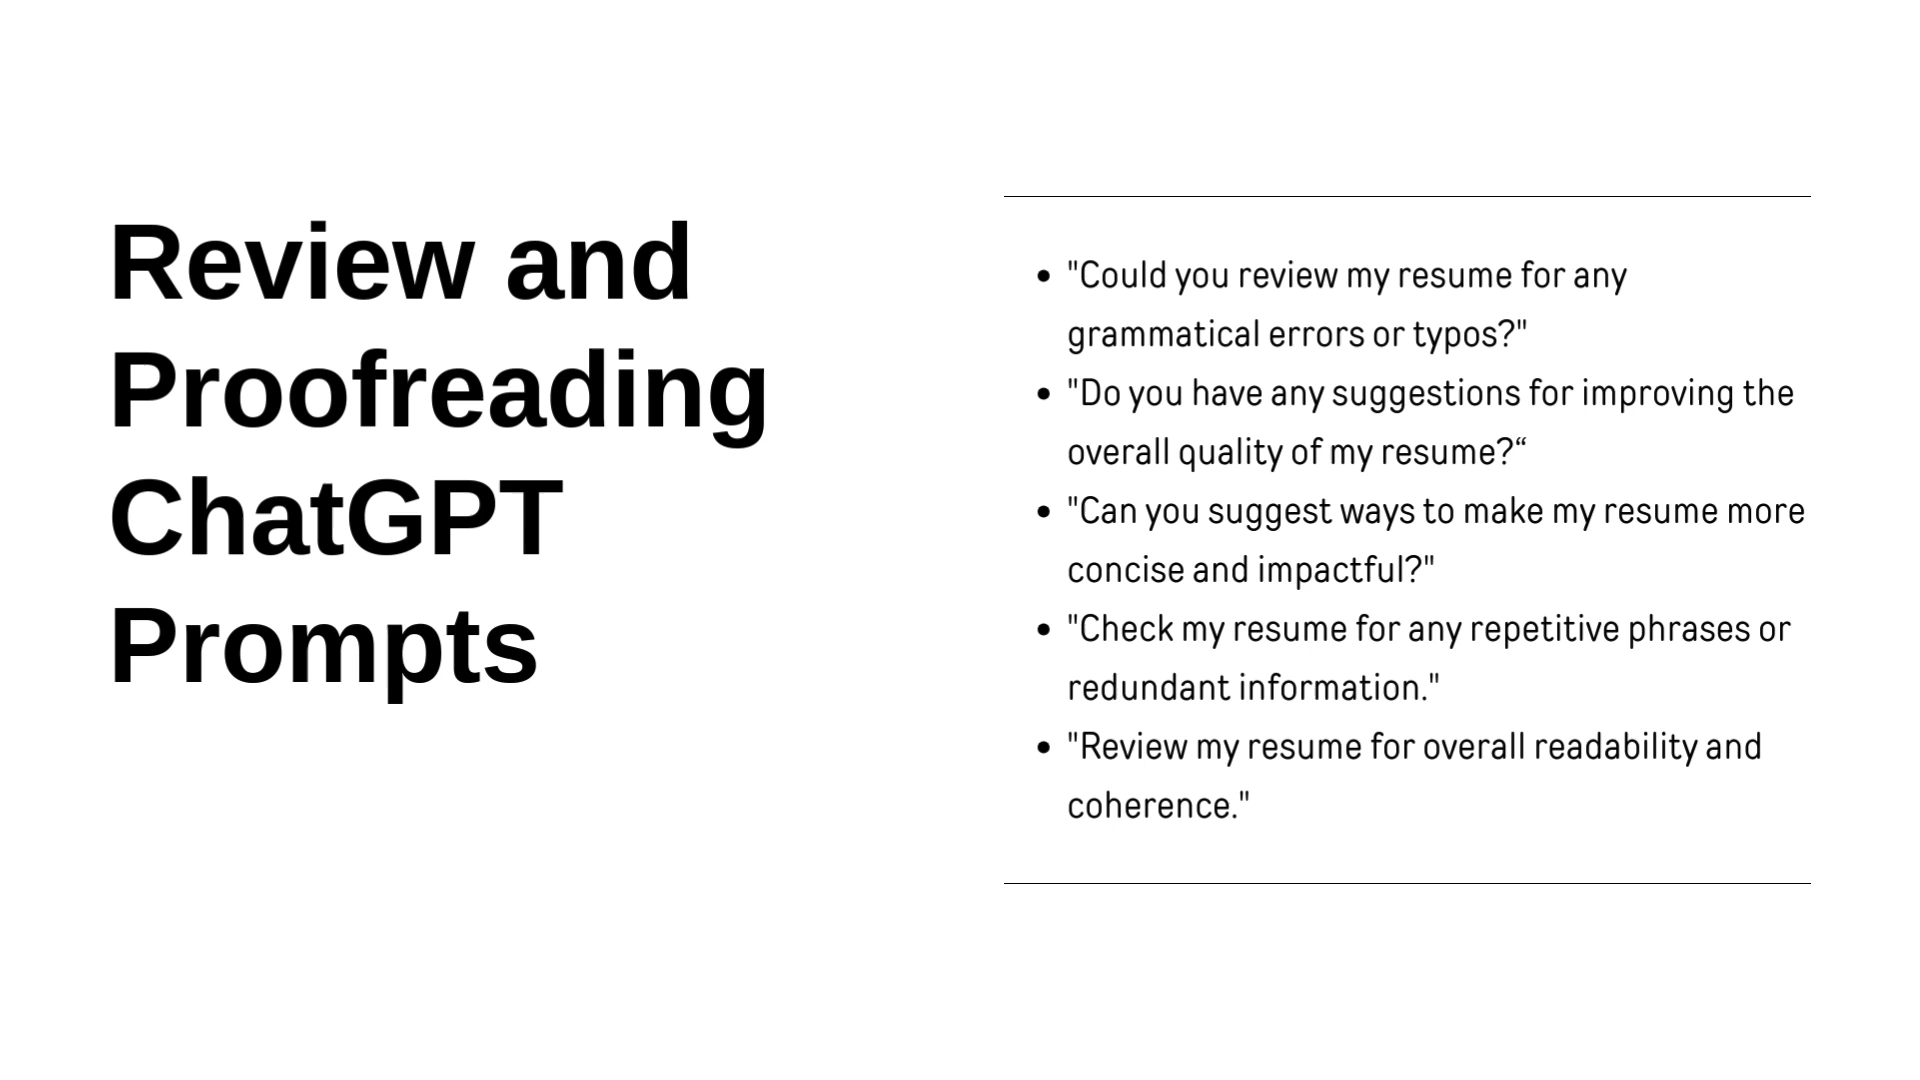 Review and
Proofreading
ChatGPT
Prompts
• "Could you review my resume for any
grammatical errors or typos?"
• "Do you have any suggestions for improving the
overall quality of my resume?“
• "Can you suggest ways to make my resume more
concise and impactful?"
• "Check my resume for any repetitive phrases or
redundant information."
• "Review my resume for overall readability and
coherence."